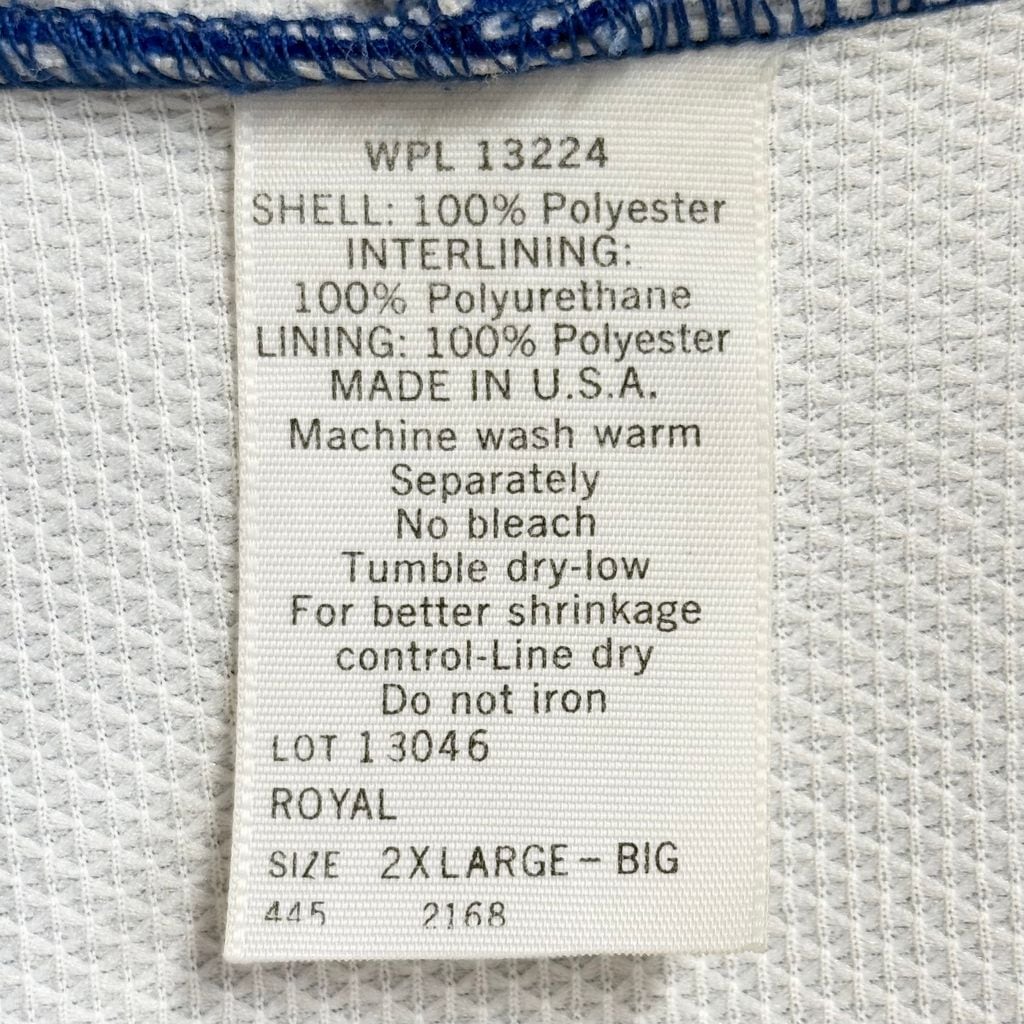 WPL 13224
SHELL: 100% Polyester
INTERLINING:
100% Polyurethane
LINING: 100% Polyester
MADE IN U.S.A.
Machine wash warm
Separately
No bleach
Tumble dry-low
For better shrinkage
control-Line dry
Do not iron
LOT 13046
ROYAL
SIZE 2XLARGE-BIG
445 2168